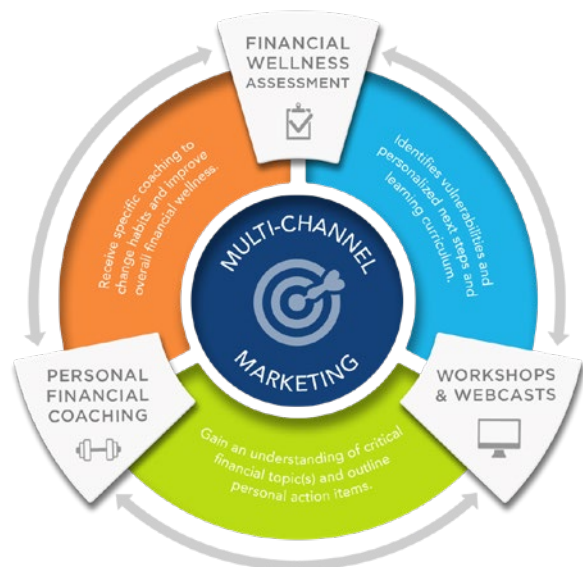 FINANCIAL
WELLNESS
ASSESSMENT
Identifies vulnerabilities and
personalized next steps and
learning curriculum.
WORKSHOPS
& WEBCASTS
Gain an understanding of critical
financial topic(s) and outline
personal action items.
PERSONAL
FINANCIAL
COACHING
Receive specific coaching to
change habits and improve
overall financial wellness.
MULTI-CHANNEL
MARKETING